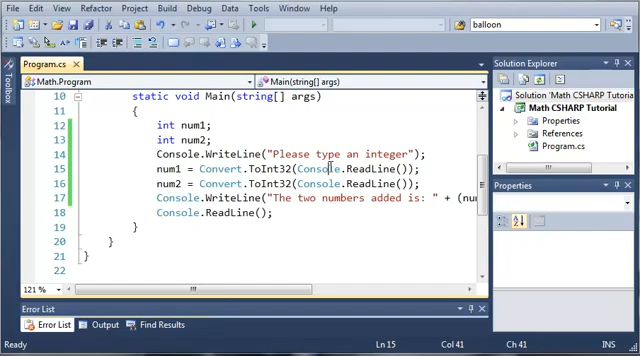 File Edit View Refactor Project Build Debug Data Tools Test Window Help
balloon
Toolbox
Program.cs
Math.Program
Main(string[] args)
10 static void Main(string[] args)
11 {
12 int num1;
13 int num2;
14 Console.WriteLine("Please type an integer");
15 num1 = Convert.ToInt32(Console.ReadLine());
16 num2 = Convert.ToInt32(Console.ReadLine());
17 Console.WriteLine("The two numbers added is: " + (num
18 Console.ReadLine();
19 }
20 }
21 }
22
121 %
Solution Explorer
Solution 'Math CSHARP Tutorial
Math CSHARP Tutorial
Properties
References
Program.cs
Properties
Error List
Error List Output Find Results
Ready Ln 15 Col 41 Ch 41 INS